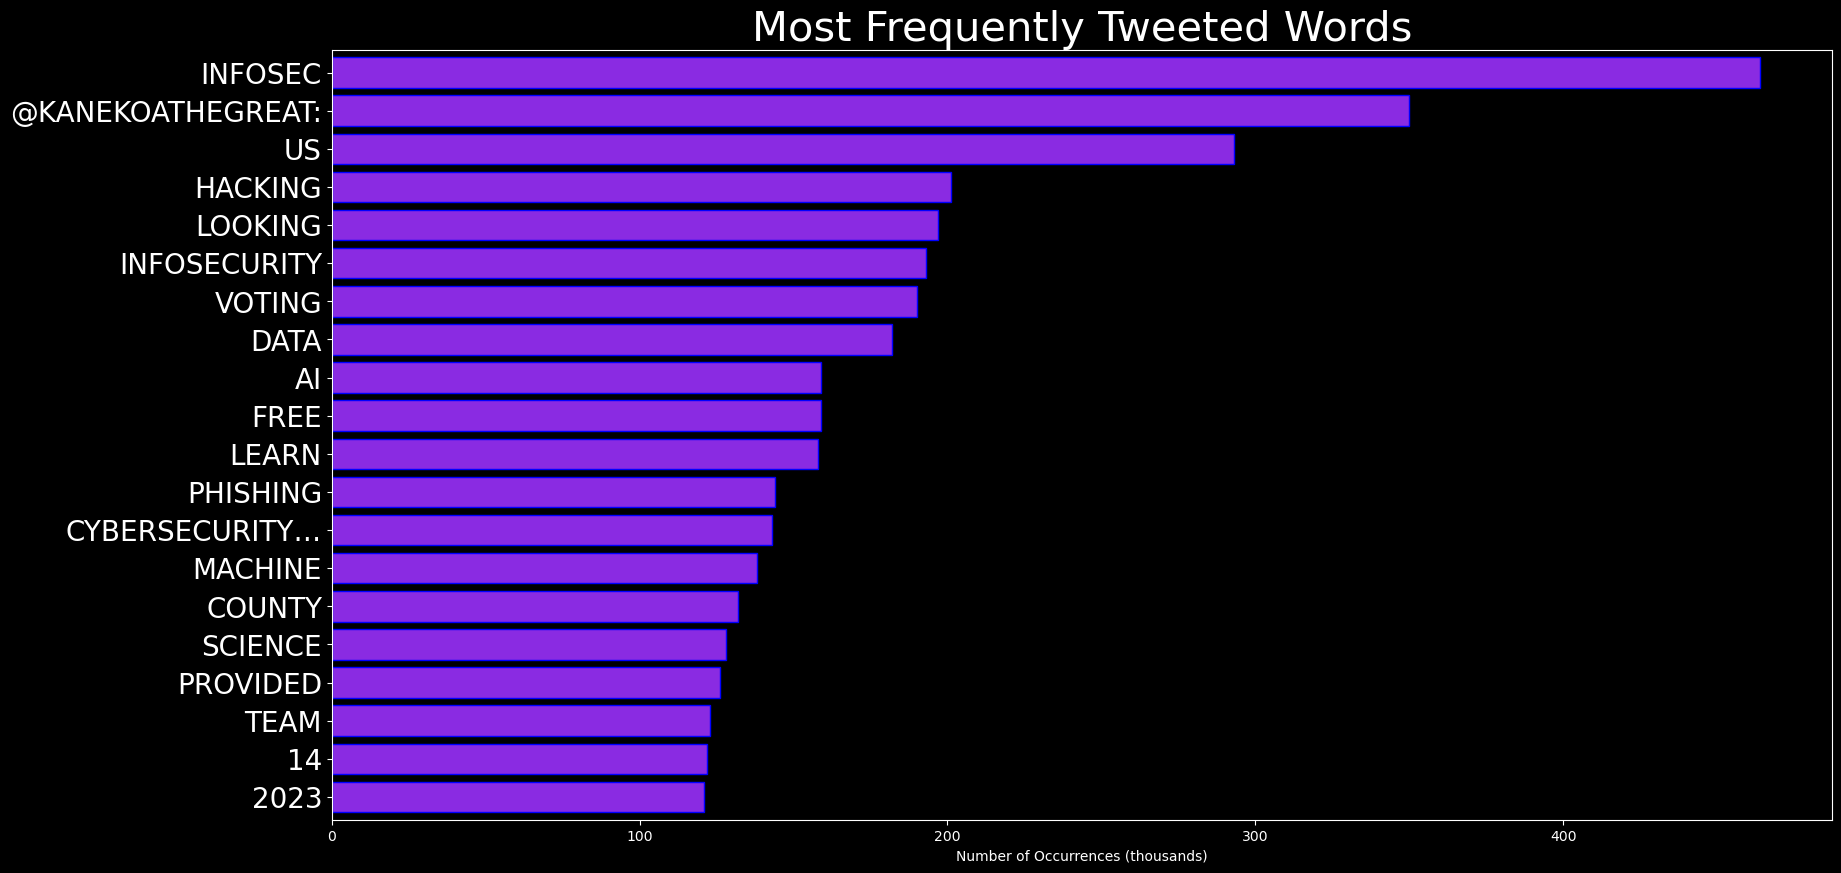 Most Frequently Tweeted Words
INFOSEC
@KANEKOATHEGREAT:
US
HACKING
LOOKING
INFOSECURITY
VOTING
DATA
AI
FREE
LEARN
PHISHING
CYBERSECURITY…
MACHINE
COUNTY
SCIENCE
PROVIDED
TEAM
14
2023
0 100 200 300 400
Number of Occurrences (thousands)